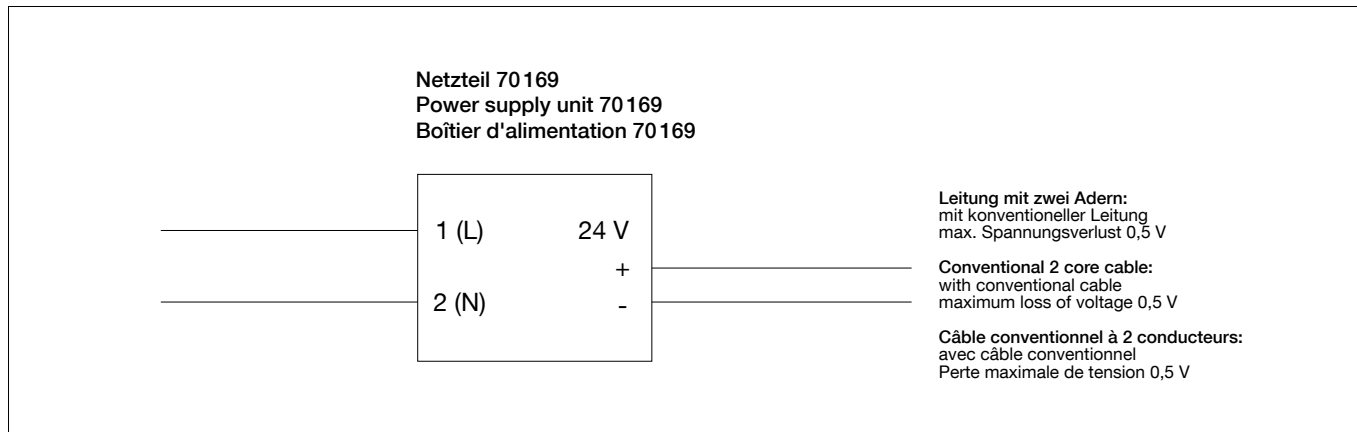 Netzteil 70169
Power supply unit 70169
Boîtier d'alimentation 70169
1 (L)
24 V
+
2 (N)
-
Leitung mit zwei Adern:
mit konventioneller Leitung
max. Spannungsverlust 0,5 V
Conventional 2 core cable:
with conventional cable
maximum loss of voltage 0,5 V
Câble conventionnel à 2 conducteurs:
avec câble conventionnel
Perte maximale de tension 0,5 V